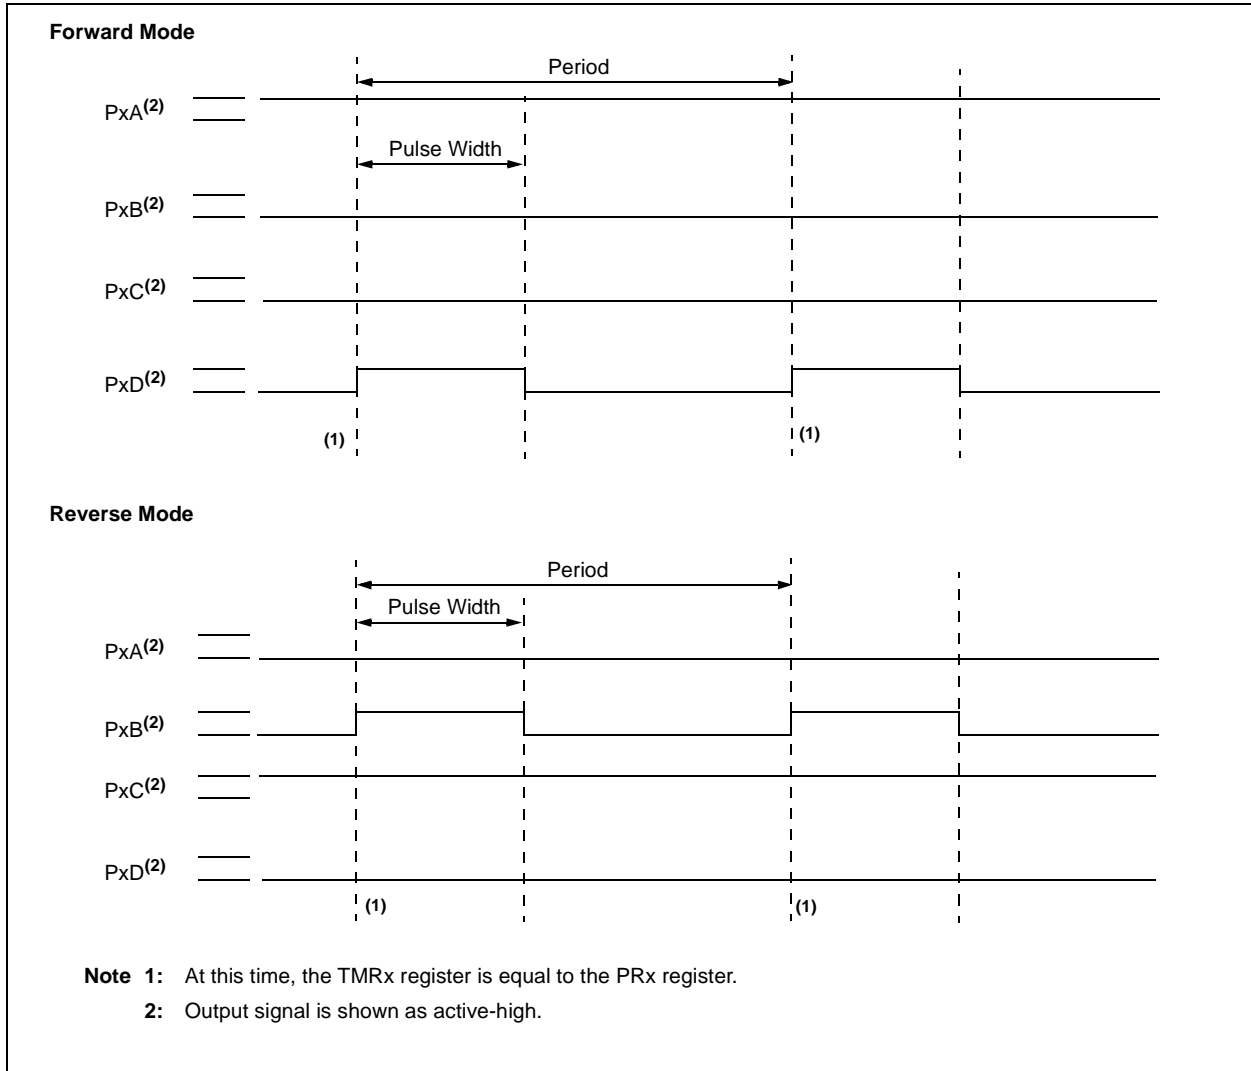 Forward Mode
Period
PxA(2)
Pulse Width
PxB(2)
PxC(2)
PxD(2)
(1) (1)
Reverse Mode
Period
Pulse Width
PxA(2)
PxB(2)
PxC(2)
PxD(2)
(1) (1)
Note 1: At this time, the TMRx register is equal to the PRx register.
2: Output signal is shown as active-high.